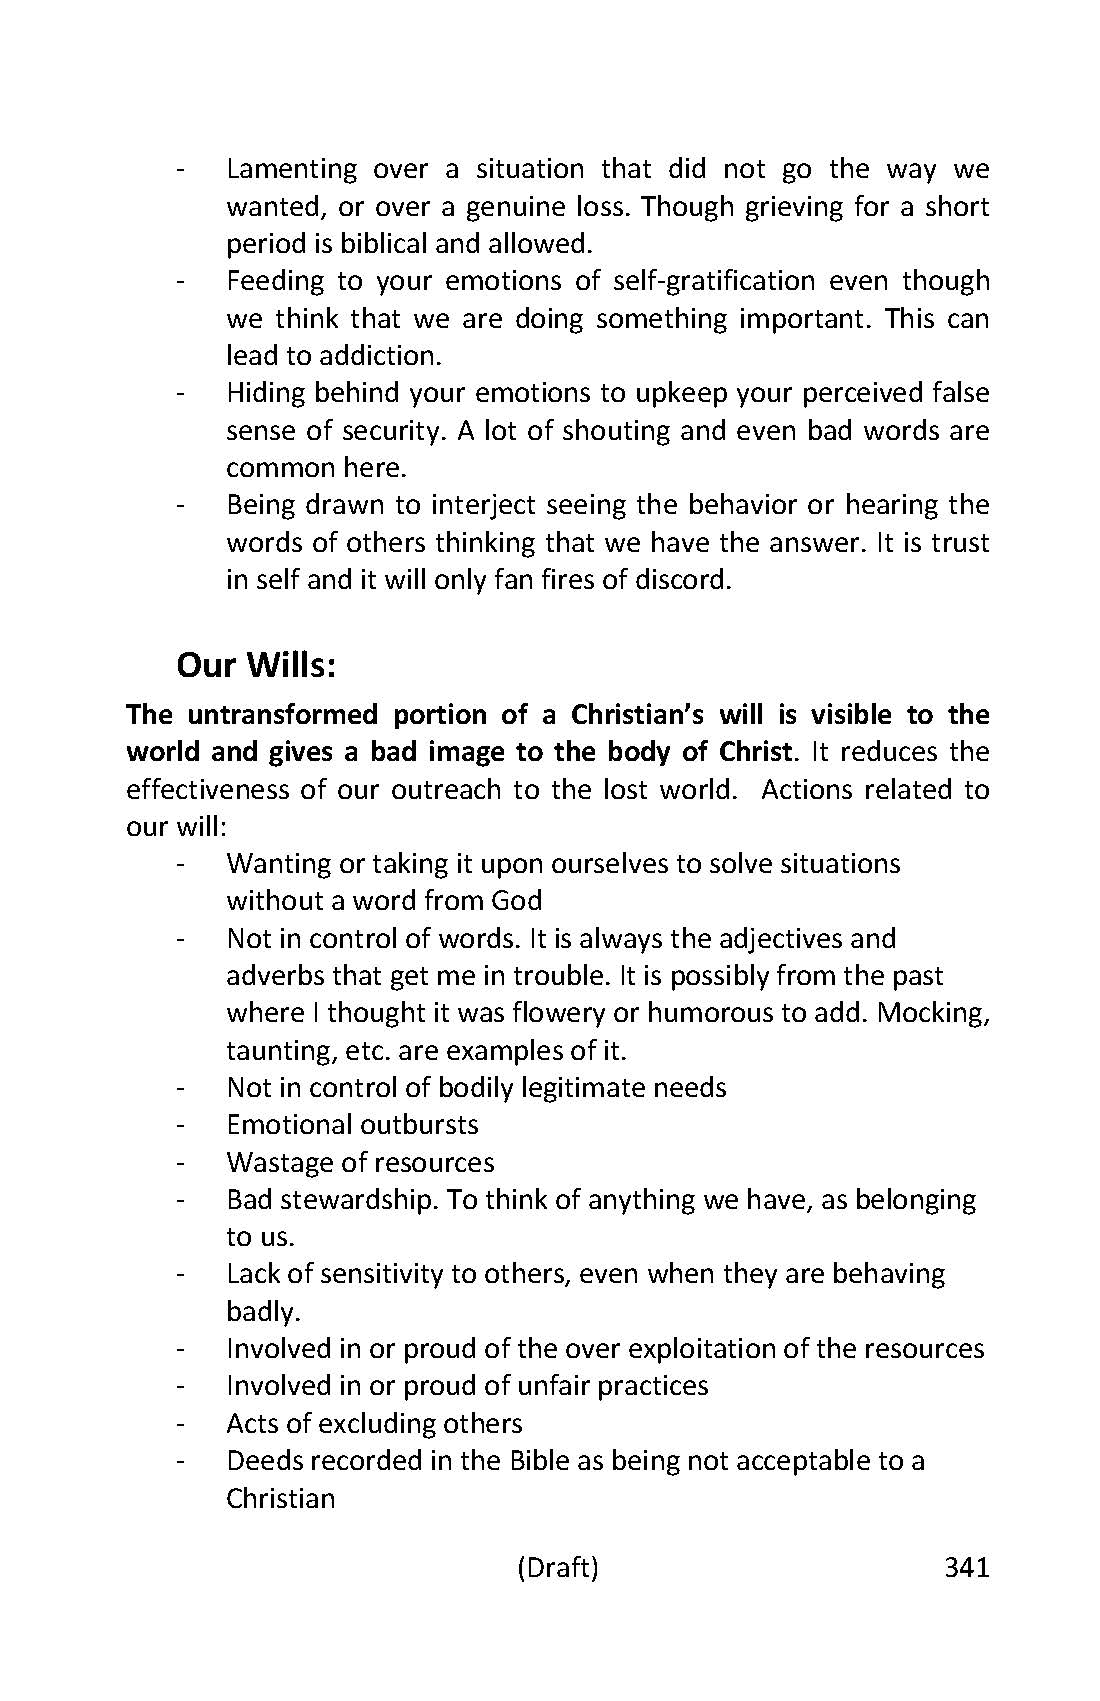 - Lamenting over a situation that did not go the way we
wanted, or over a genuine loss. Though grieving for a short
period is biblical and allowed.
- Feeding to your emotions of self-gratification even though
we think that we are doing something important. This can
lead to addiction.
- Hiding behind your emotions to upkeep your perceived false
sense of security. A lot of shouting and even bad words are
common here.
- Being drawn to interject seeing the behavior or hearing the
words of others thinking that we have the answer. It is trust
in self and it will only fan fires of discord.
Our Wills:
The untransformed portion of a Christian’s will is visible to the
world and gives a bad image to the body of Christ. It reduces the
effectiveness of our outreach to the lost world. Actions related to
our will:
- Wanting or taking it upon ourselves to solve situations
without a word from God
- Not in control of words. It is always the adjectives and
adverbs that get me in trouble. It is possibly from the past
where I thought it was flowery or humorous to add. Mocking,
taunting, etc. are examples of it.
- Not in control of bodily legitimate needs
- Emotional outbursts
- Wastage of resources
- Bad stewardship. To think of anything we have, as belonging
to us.
- Lack of sensitivity to others, even when they are behaving
badly.
- Involved in or proud of the over exploitation of the resources
- Involved in or proud of unfair practices
- Acts of excluding others
- Deeds recorded in the Bible as being not acceptable to a
Christian
(Draft) 341